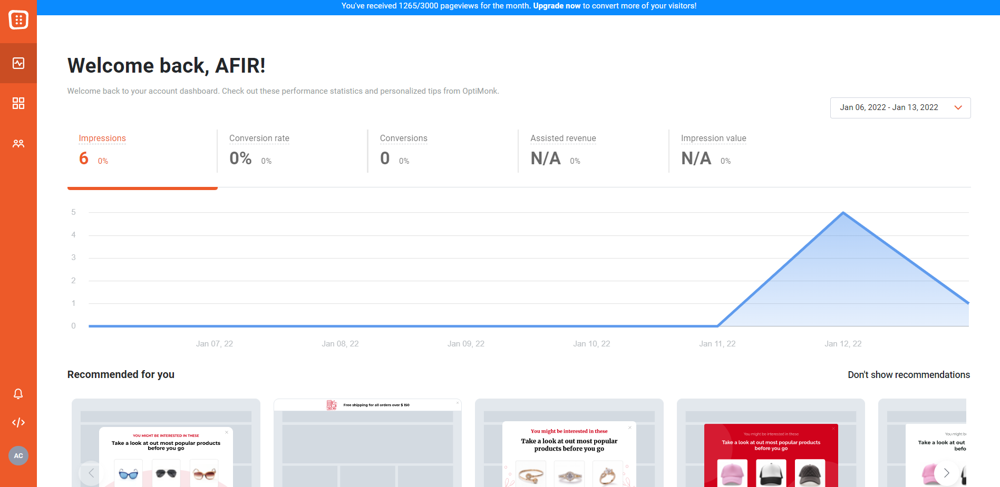 You've received 1265/3000 pageviews for the month. Upgrade now to convert more of your visitors!
Welcome back, AFIR!
Welcome back to your account dashboard. Check out these performance statistics and personalized tips from OptiMonk.
Jan 06, 2022 - Jan 13, 2022
Impressions
6 0%
Conversion rate
0% 0%
Conversions
0 0%
Assisted revenue
N/A 0%
Impression value
N/A 0%
5
4
3
2
1
0
Jan 07, 22 Jan 08, 22 Jan 09, 22 Jan 10, 22 Jan 11, 22 Jan 12, 22
Recommended for you
Don't show recommendations
YOU MIGHT BE INTERESTED IN THESE
Take a look at out most popular products
before you go
Free shipping for all orders over $ 150
You might be interested in these
Take a look at out most popular
products before you go
You might be interested in these
Take a look at out most popular products
before you go
You might b
Take a look at out
befo
AC